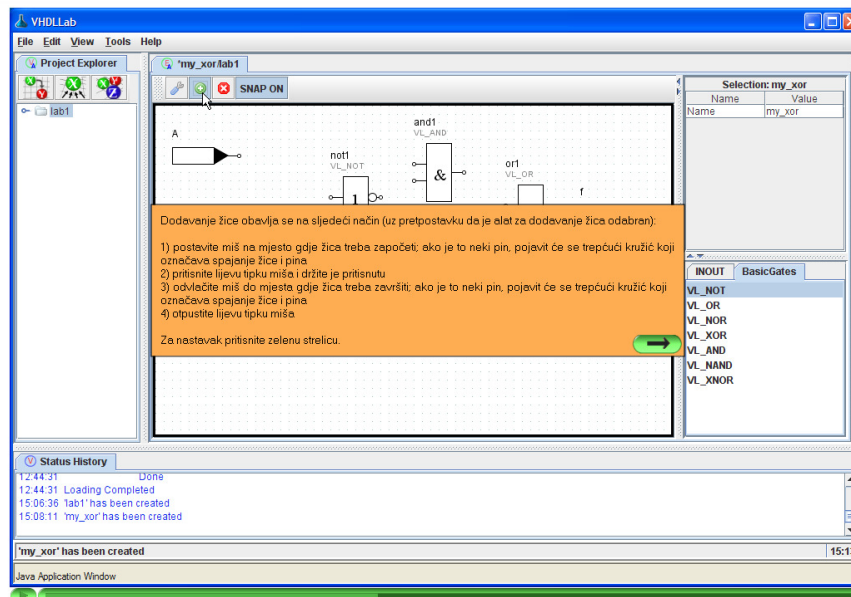 VHDLLab
File Edit View Tools Help
Project Explorer
*my_xor/lab1
SNAP ON
lab1
A
not1
VL_NOT
1
and1
VL_AND
&
or1
VL_OR
f
Selection: my_xor
Name Value
Name my_xor
Dodavanje žice obavlja se na sljedeći način (uz pretpostavku da je alat za dodavanje žica odabran):
1) postavite miš na mjesto gdje žica treba započeti; ako je to neki pin, pojavit će se trepćući kružić koji
označava spajanje žice i pina
2) pritisnite lijevu tipku miša i držite je pritisnutu
3) odvlačite miš do mjesta gdje žica treba završiti; ako je to neki pin, pojavit će se trepćući kružić koji
označava spajanje žice i pina
4) otpustite lijevu tipku miša
Za nastavak pritisnite zelenu strelicu.
INOUT BasicGates
VL_NOT
VL_OR
VL_NOR
VL_XOR
VL_AND
VL_NAND
VL_XNOR
Status History
12:44:31 Done
12:44:31 Loading Completed
15:06:36 'lab1' has been created
15:08:11 'my_xor' has been created
'my_xor' has been created
Java Application Window